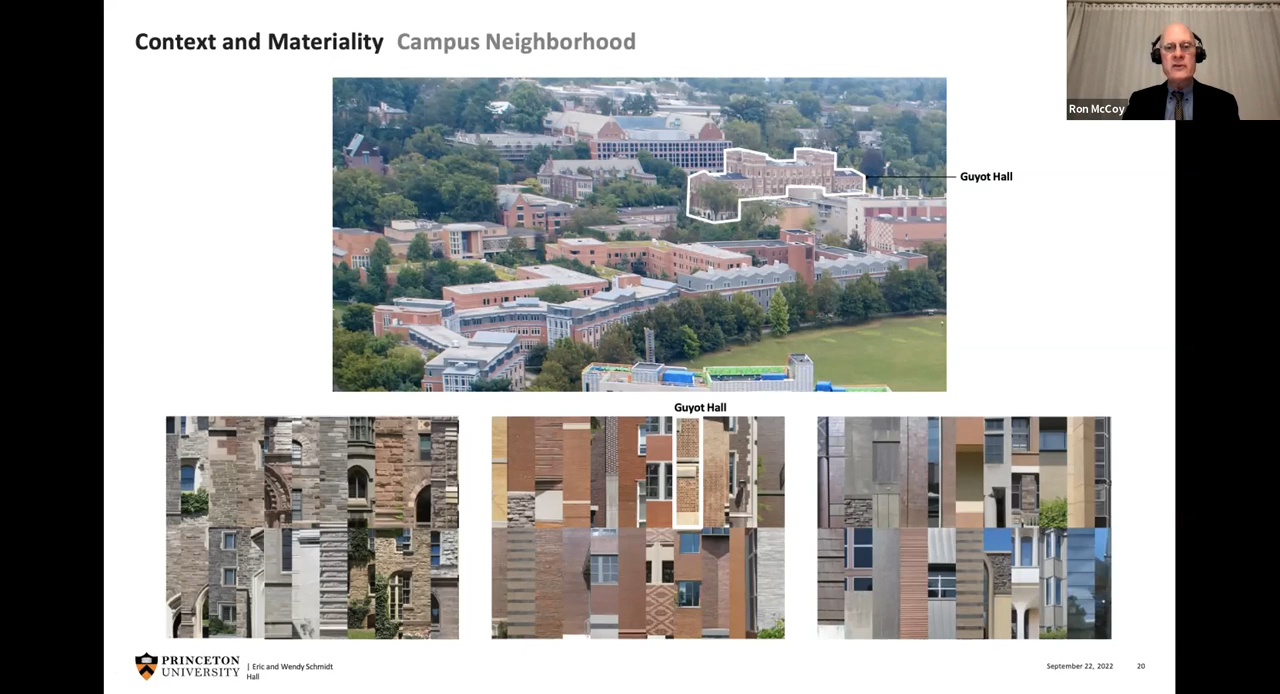 Context and Materiality Campus Neighborhood
Ron McCoy
Guyot Hall
Guyot Hall
PRINCETON
UNIVERSITY
| Eric and Wendy Schmidt
Hall
September 22, 2022 20